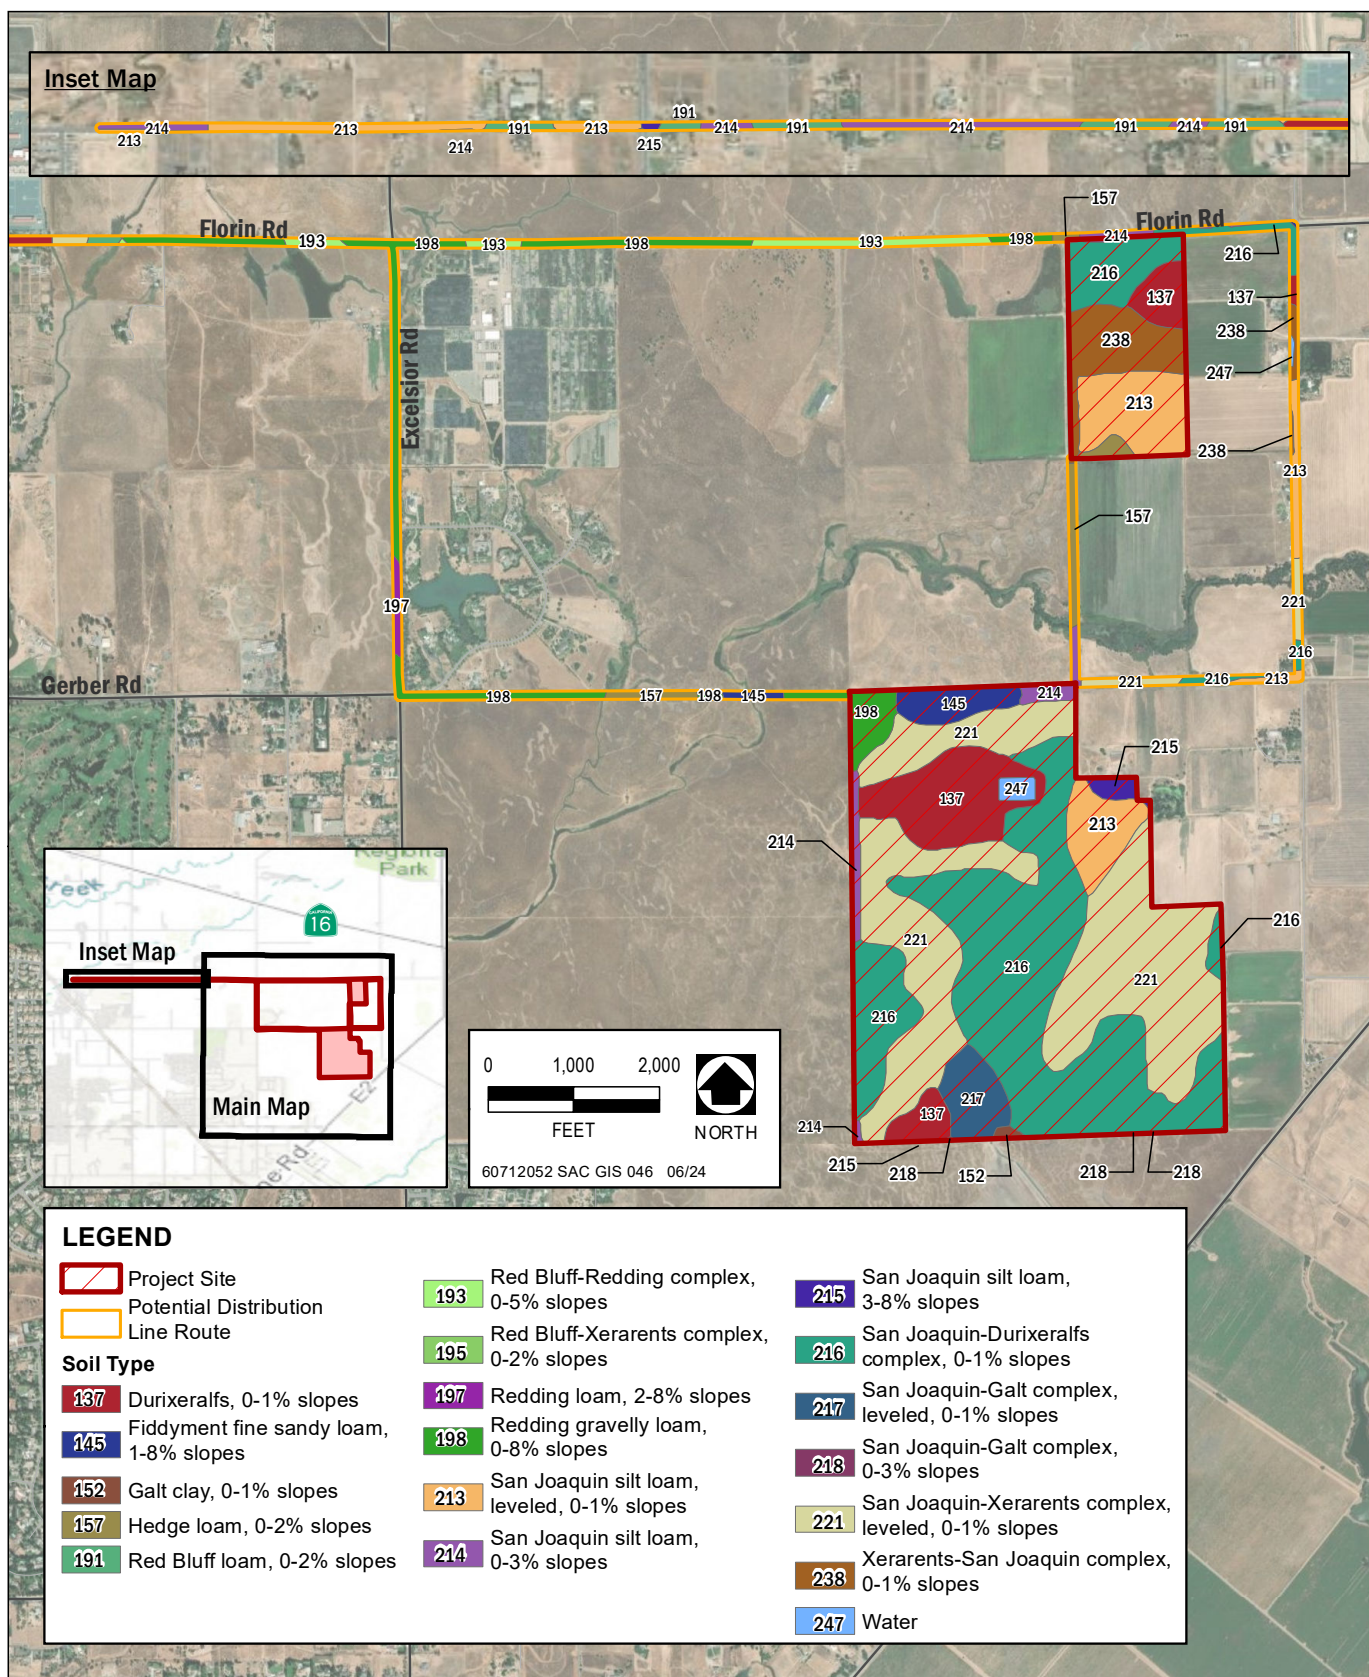 Inset Map
191
214
213
191
213
214
191
214
191
214
191
213
214
215
157
Florin Rd
Florin Rd
193
198
193
198
193
198
214
216
216
137
137
238
238
247
Excelsior Rd
213
238
213
157
197
221
216
Gerber Rd
198
157
198
145
221
216
213
198
145
214
221
215
247
137
213
214
216
221
216
221
216
217
137
214
215
218
152
218
218
Regional
Park
reek
CALIFORNIA
16
Inset Map
Main Map
E2
ne Rd
0 1,000 2,000
FEET
NORTH
60712052 SAC GIS 046 06/24
LEGEND
Project Site
Potential Distribution
Line Route
Soil Type
137 Durixeralfs, 0-1% slopes
145 Fiddyment fine sandy loam,
1-8% slopes
152 Galt clay, 0-1% slopes
157 Hedge loam, 0-2% slopes
191 Red Bluff loam, 0-2% slopes
193 Red Bluff-Redding complex,
0-5% slopes
195 Red Bluff-Xerarents complex,
0-2% slopes
197 Redding loam, 2-8% slopes
198 Redding gravelly loam,
0-8% slopes
213 San Joaquin silt loam,
leveled, 0-1% slopes
214 San Joaquin silt loam,
0-3% slopes
215 San Joaquin silt loam,
3-8% slopes
216 San Joaquin-Durixeralfs
complex, 0-1% slopes
217 San Joaquin-Galt complex,
leveled, 0-1% slopes
218 San Joaquin-Galt complex,
0-3% slopes
221 San Joaquin-Xerarents complex,
leveled, 0-1% slopes
238 Xerarents-San Joaquin complex,
0-1% slopes
247 Water